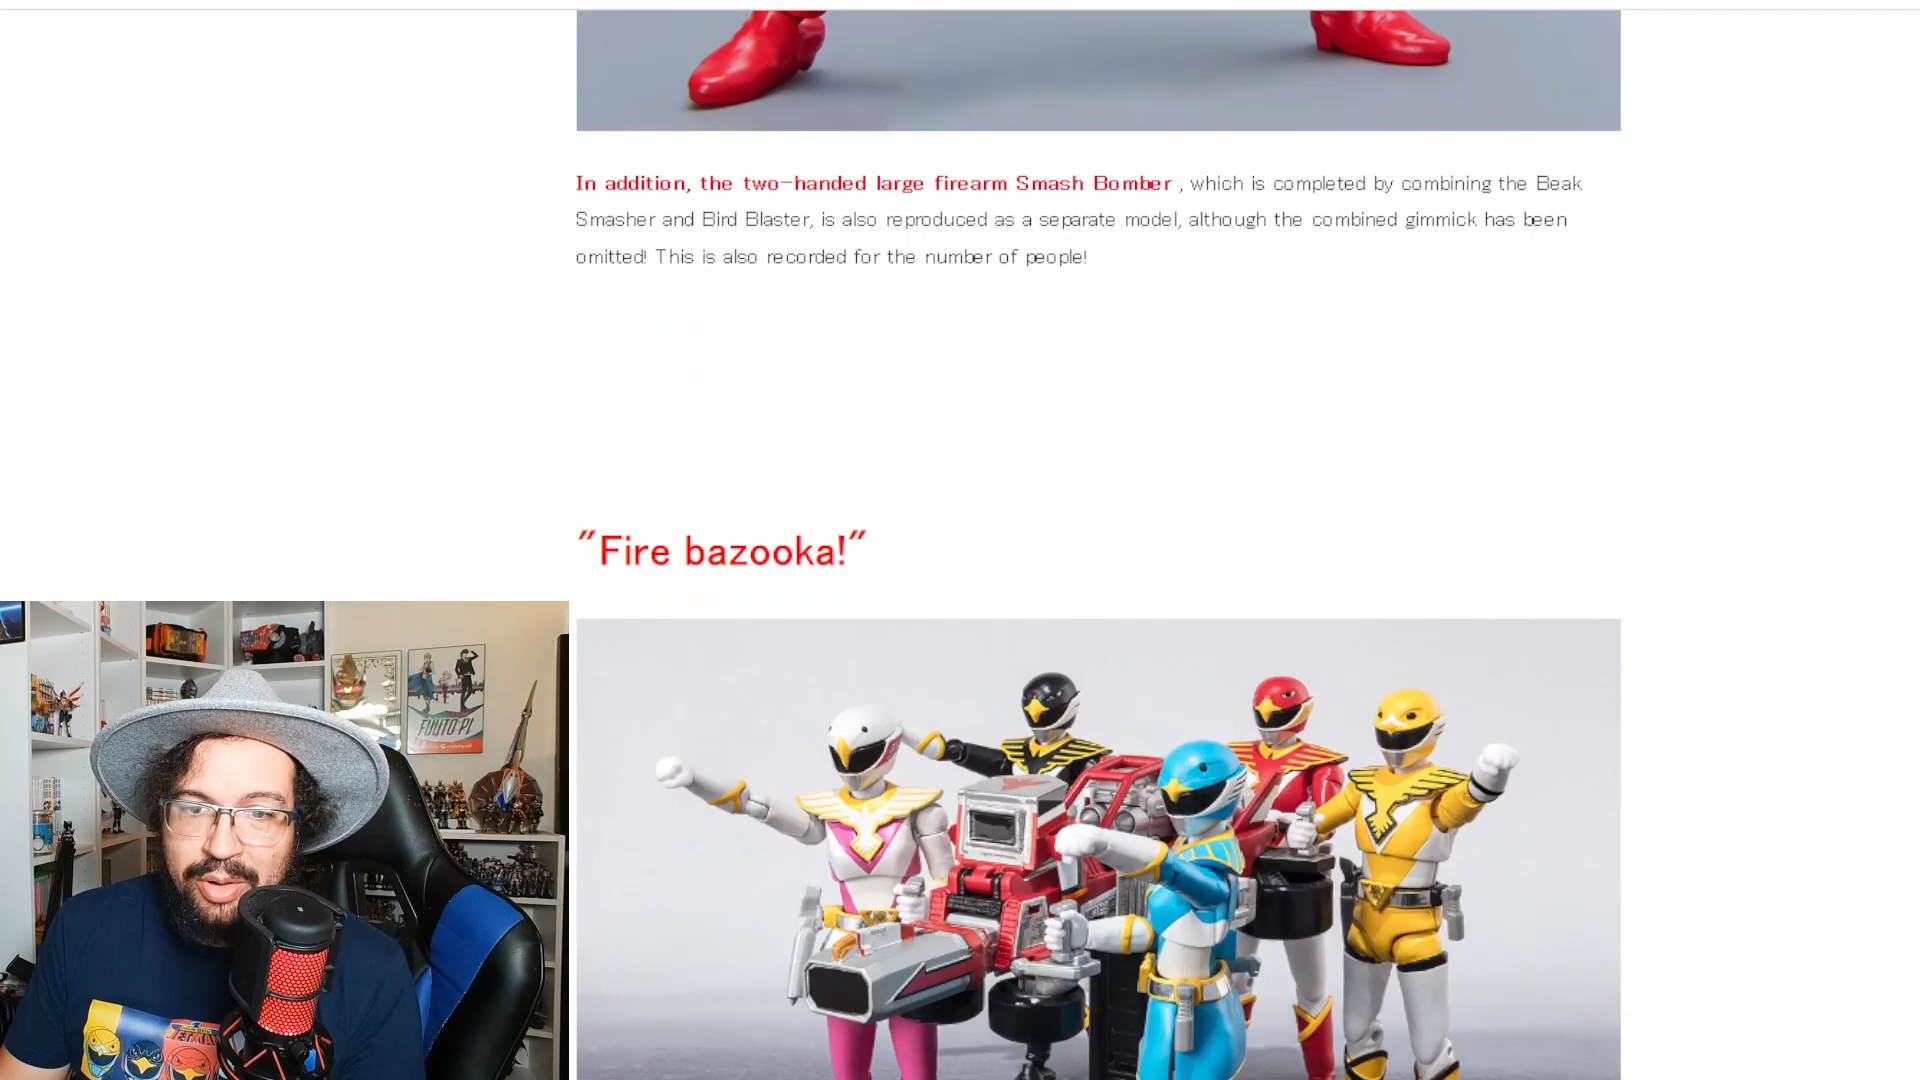 In addition, the two-handed large firearm Smash Bomber , which is completed by combining the Beak
Smasher and Bird Blaster, is also reproduced as a separate model, although the combined gimmick has been
omitted! This is also recorded for the number of people!
"Fire bazooka!"
FUUTO PI